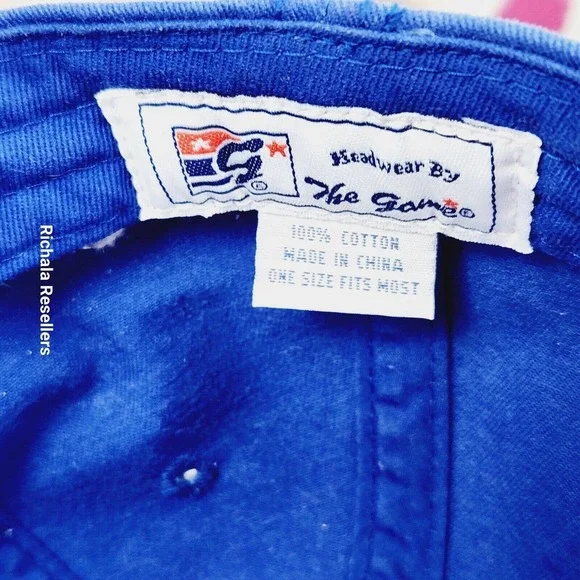 G
®
Headwear By
The Game®
100% COTTON
MADE IN CHINA
ONE SIZE FITS MOST
Richala Resellers